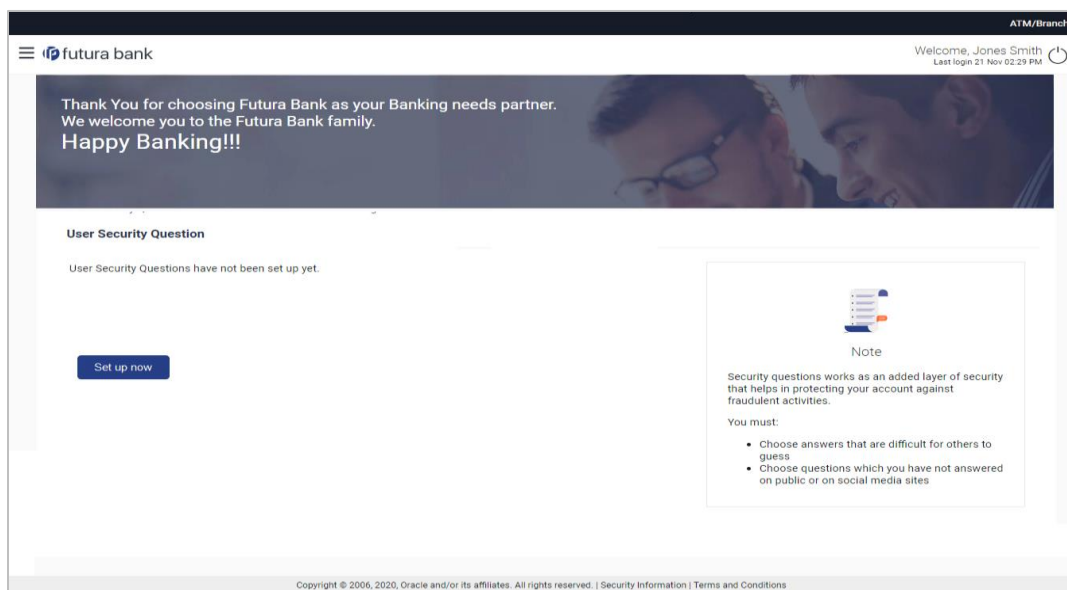 ATM/Branch
futura bank
Welcome, Jones Smith
Last login 21 Nov 02:29 PM
Thank You for choosing Futura Bank as your Banking needs partner.
We welcome you to the Futura Bank family.
Happy Banking!!!
User Security Question
User Security Questions have not been set up yet.
Set up now
Note
Security questions works as an added layer of security
that helps in protecting your account against
fraudulent activities.
You must:
• Choose answers that are difficult for others to
guess
• Choose questions which you have not answered
on public or on social media sites
Copyright © 2006, 2020, Oracle and/or its affiliates. All rights reserved. | Security Information | Terms and Conditions